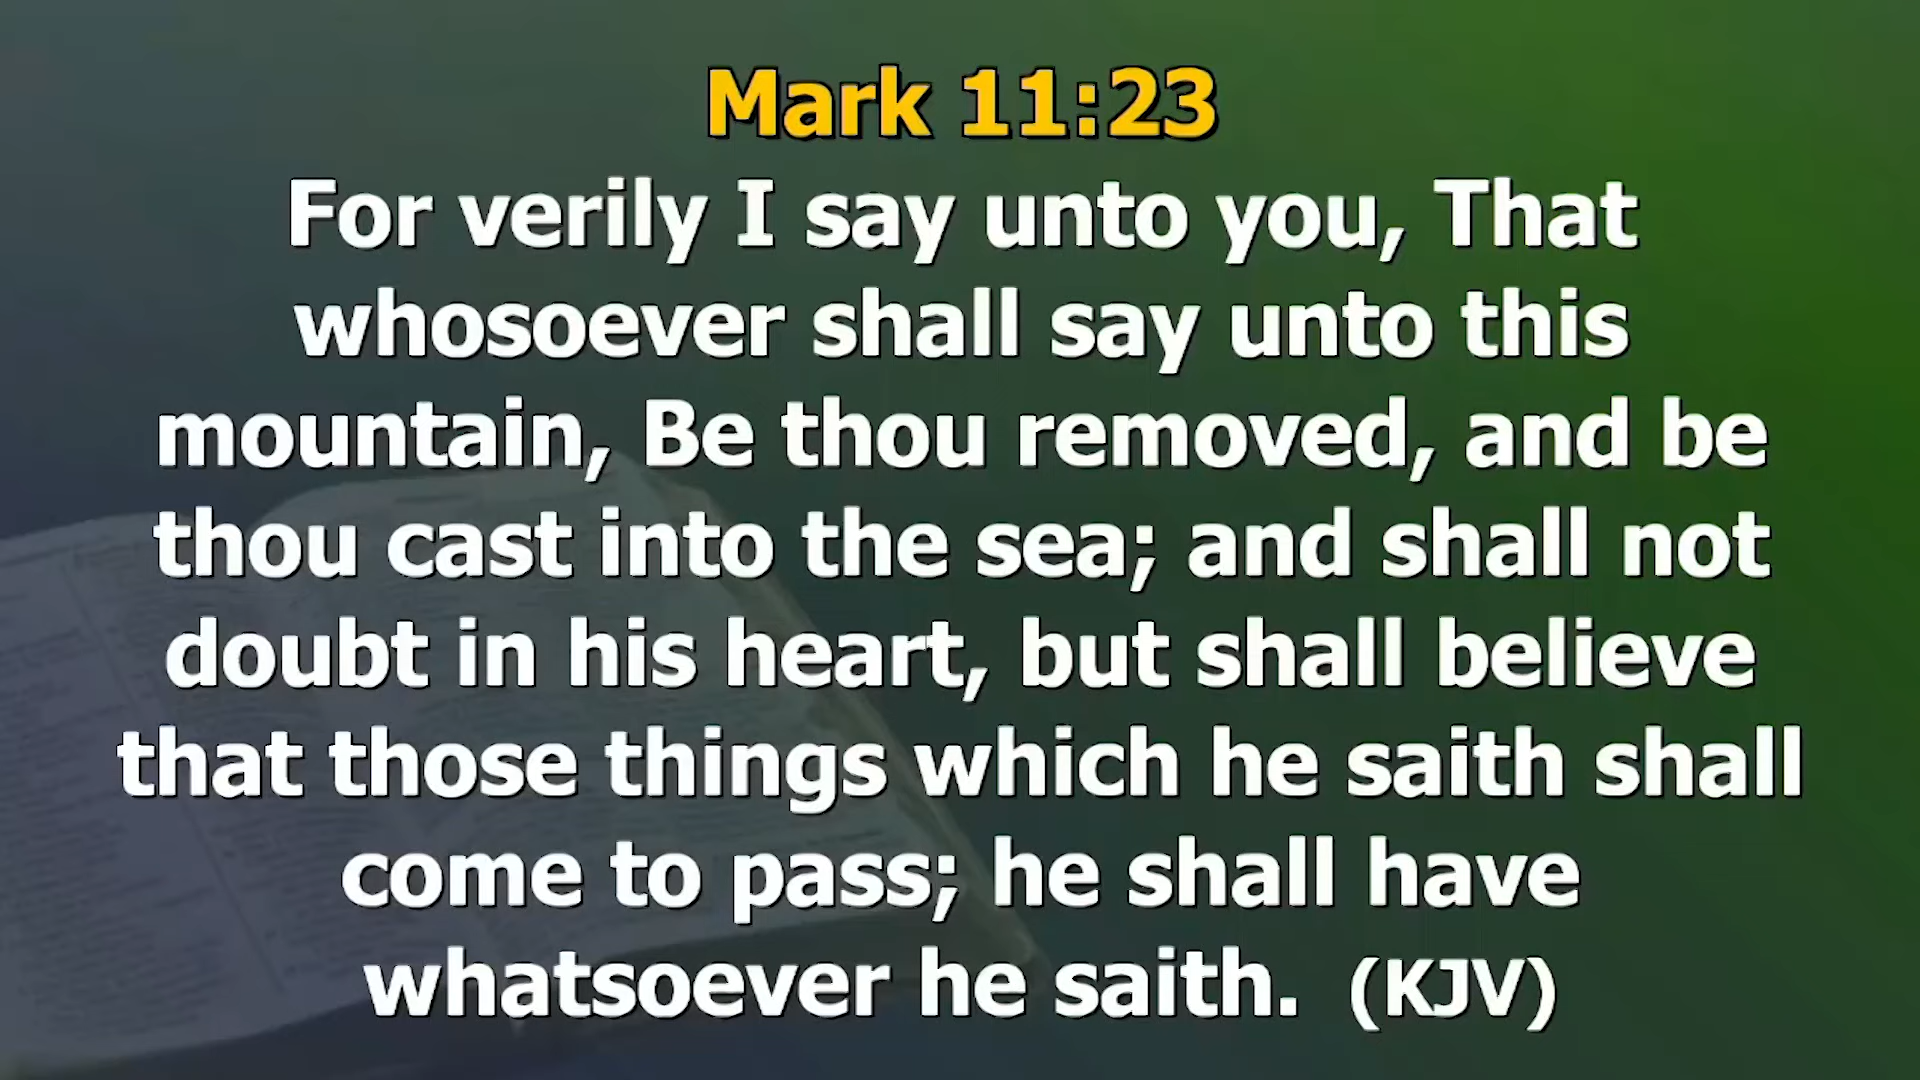 Mark 11:23
For verily I say unto you, That
whosoever shall say unto this
mountain, Be thou removed, and be
thou cast into the sea; and shall not
doubt in his heart, but shall believe
that those things which he saith shall
come to pass; he shall have
whatsoever he saith. (KJV)